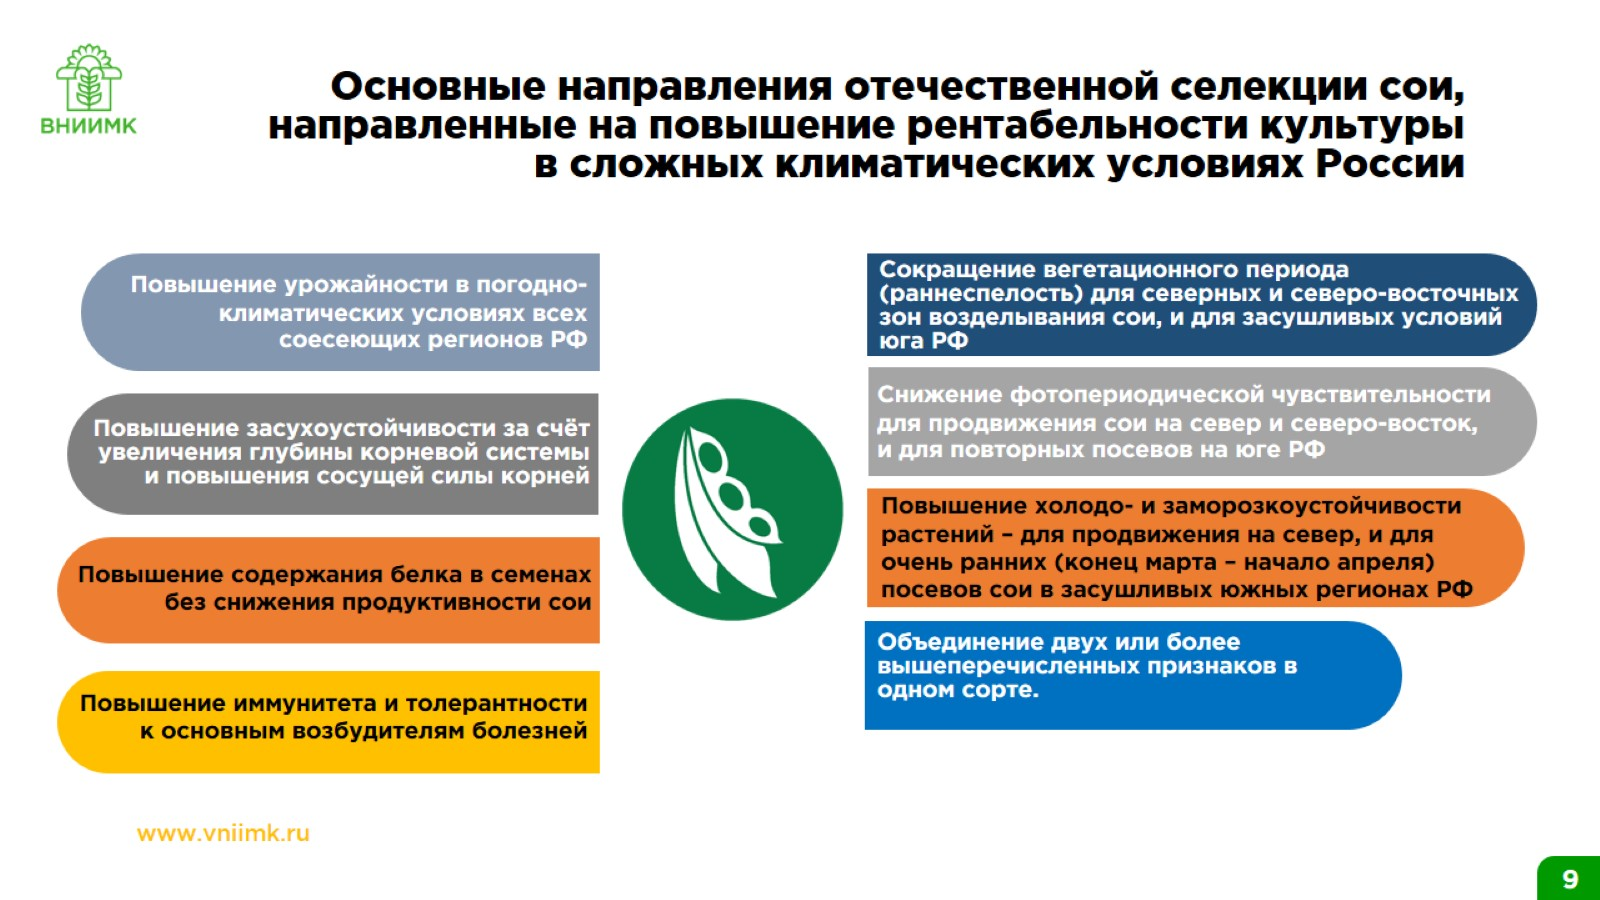 ВНИИМК
Основные направления отечественной селекции сои,
направленные на повышение рентабельности культуры
в сложных климатических условиях России
Повышение урожайности в погодно-
климатических условиях всех
соесеющих регионов РФ
Повышение засухоустойчивости за счёт
увеличения глубины корневой системы
и повышения сосущей силы корней
Повышение содержания белка в семенах
без снижения продуктивности сои
Повышение иммунитета и толерантности
к основным возбудителям болезней
Сокращение вегетационного периода
(раннеспелость) для северных и северо-восточных
зон возделывания сои, и для засушливых условий
юга РФ
Снижение фотопериодической чувствительности
для продвижения сои на север и северо-восток,
и для повторных посевов на юге РФ
Повышение холодо- и заморозкоустойчивости
растений – для продвижения на север, и для
очень ранних (конец марта – начало апреля)
посевов сои в засушливых южных регионах РФ
Объединение двух или более
вышеперечисленных признаков в
одном сорте.
www.vniimk.ru
9